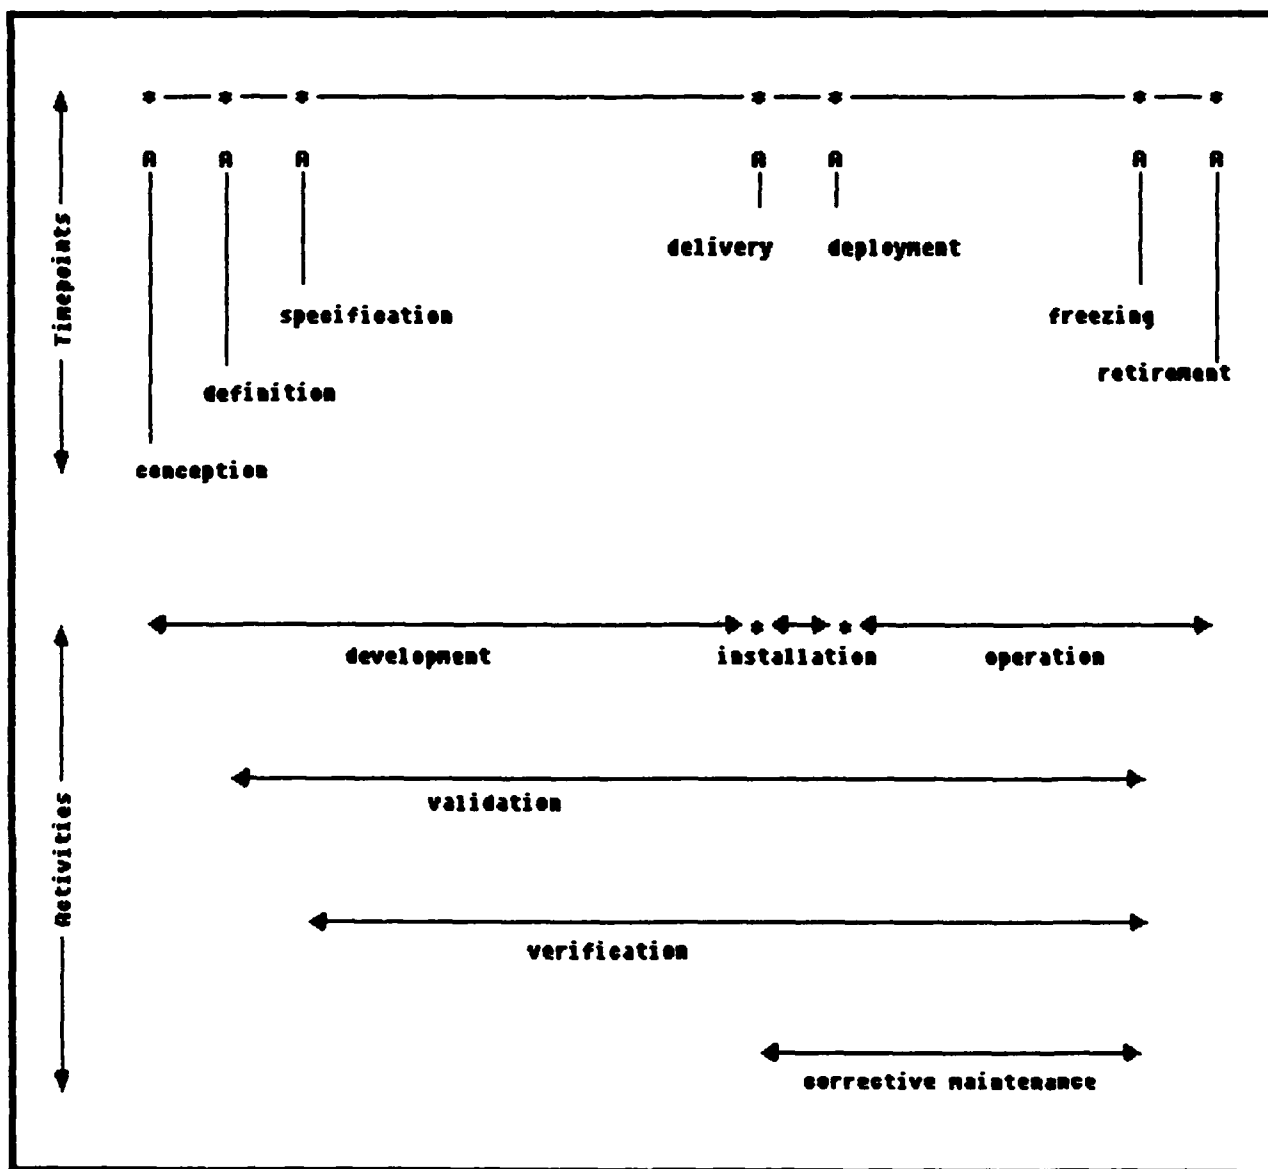 * — * — * ——— * — * ——— * — *
A A A A A A A
Timepoints
delivery deployment
specification freezing
definition retirement
conception
* *
development installation operation
Activities
validation
verification
corrective maintenance